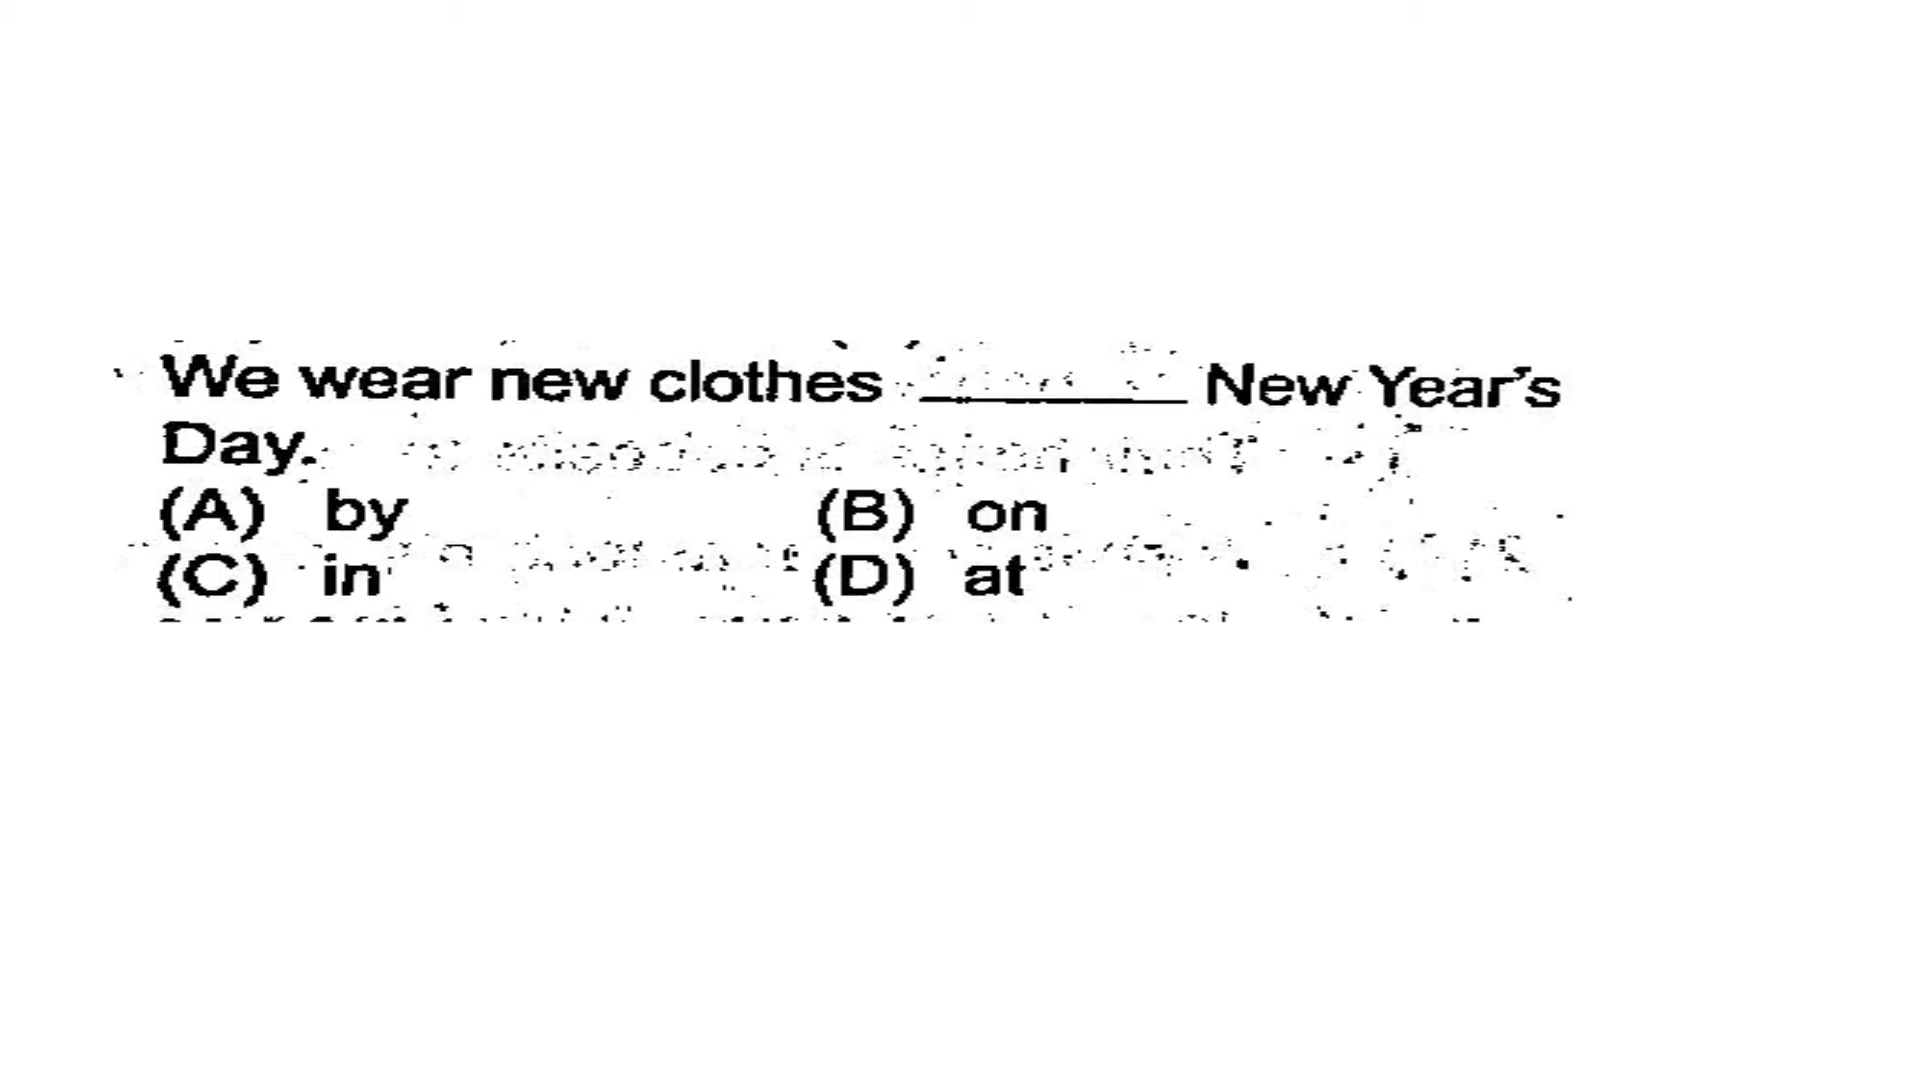 We wear new clothes ________ New Year's
Day.
(A) by (B) on
(C) in (D) at